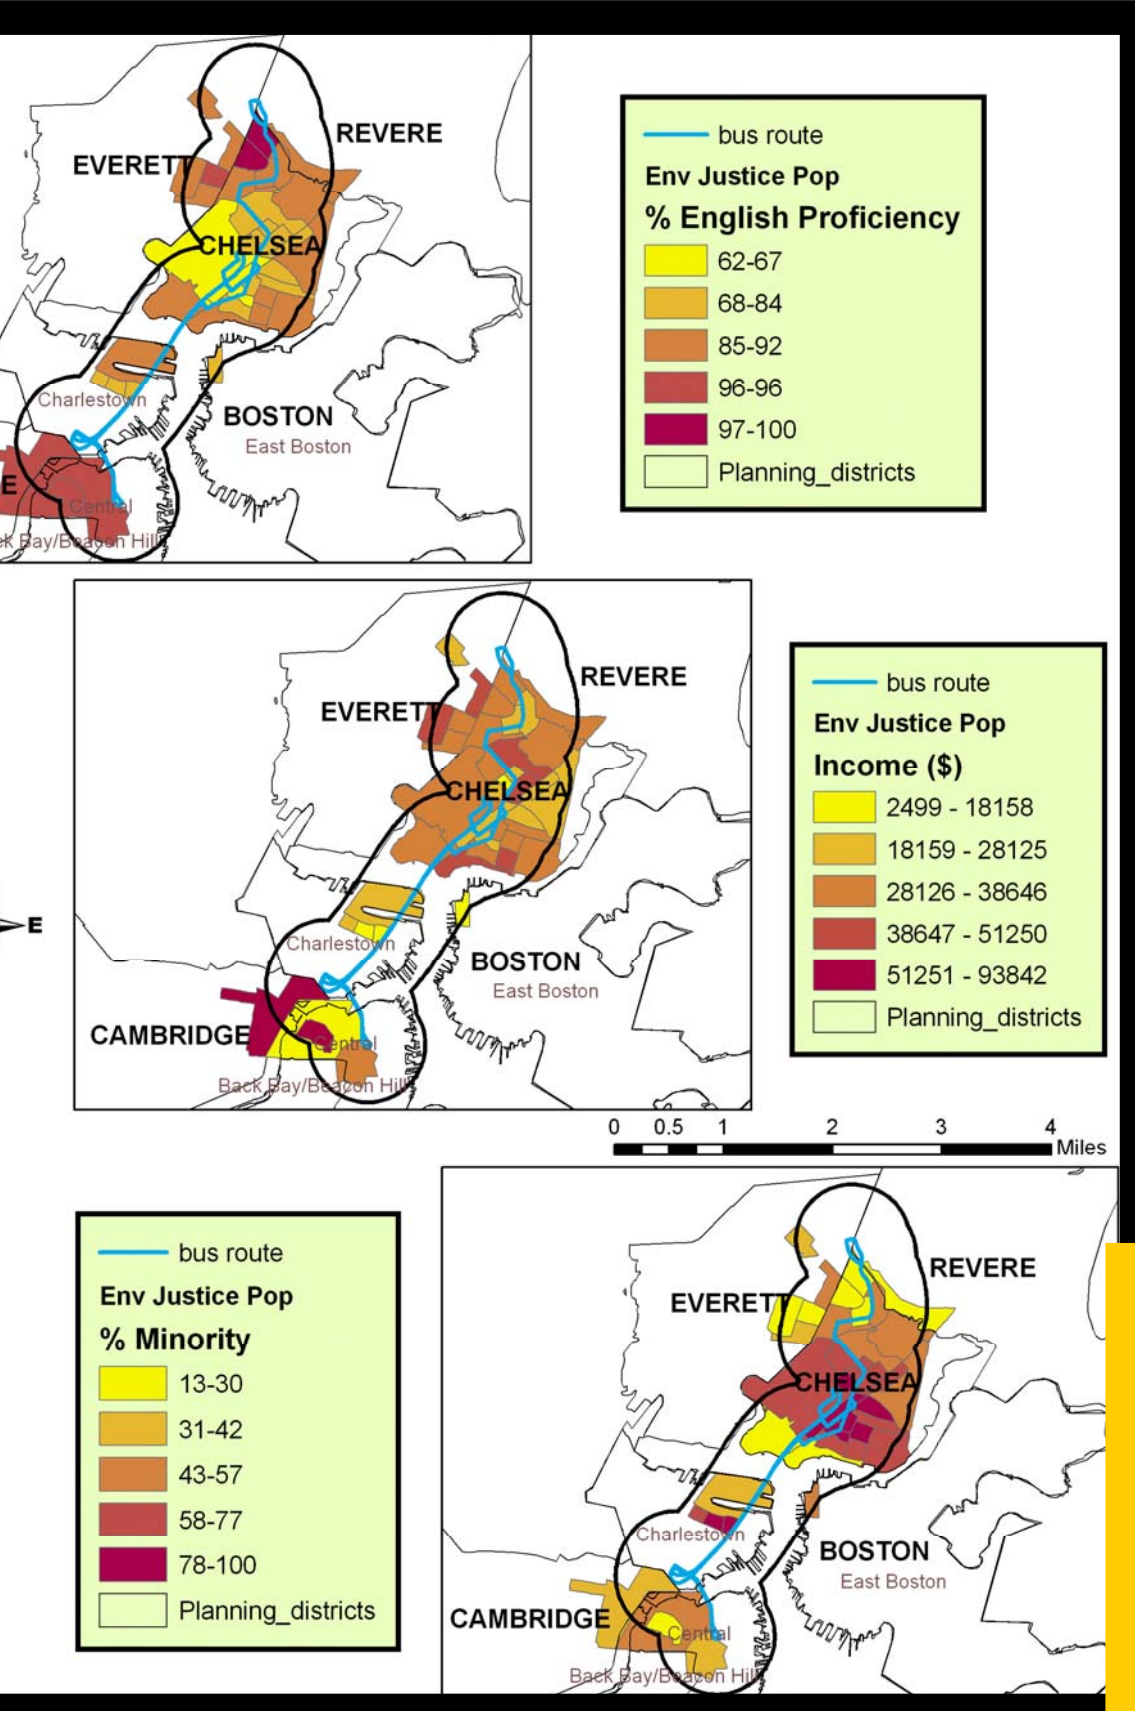 REVERE
EVERETT
CHELSEA
Charlestown
BOSTON
East Boston
E
Central
ck Bay/Beacon Hill
bus route
Env Justice Pop
% English Proficiency
62-67
68-84
85-92
96-96
97-100
Planning_districts
REVERE
EVERETT
CHELSEA
Charlestown
BOSTON
East Boston
CAMBRIDGE
Central
Back Bay/Beacon Hill
E
bus route
Env Justice Pop
Income ($)
2499 - 18158
18159 - 28125
28126 - 38646
38647 - 51250
51251 - 93842
Planning_districts
0 0.5 1 2 3 4
Miles
bus route
Env Justice Pop
% Minority
13-30
31-42
43-57
58-77
78-100
Planning_districts
REVERE
EVERETT
CHELSEA
Charlestown
BOSTON
East Boston
CAMBRIDGE
Central
Back Bay/Beacon Hill